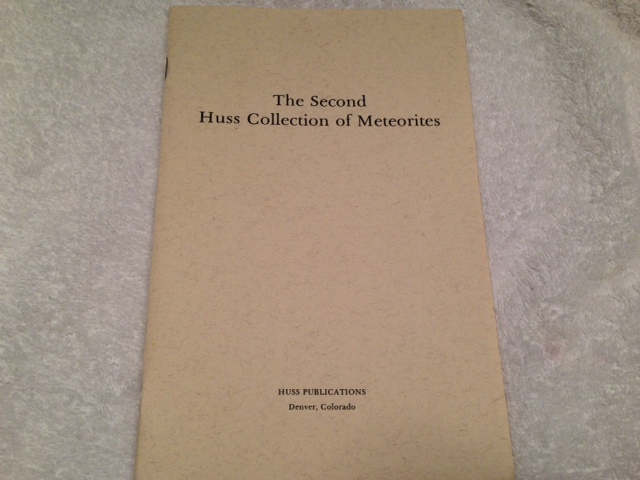 The Second
Huss Collection of Meteorites
HUSS PUBLICATIONS
Denver, Colorado